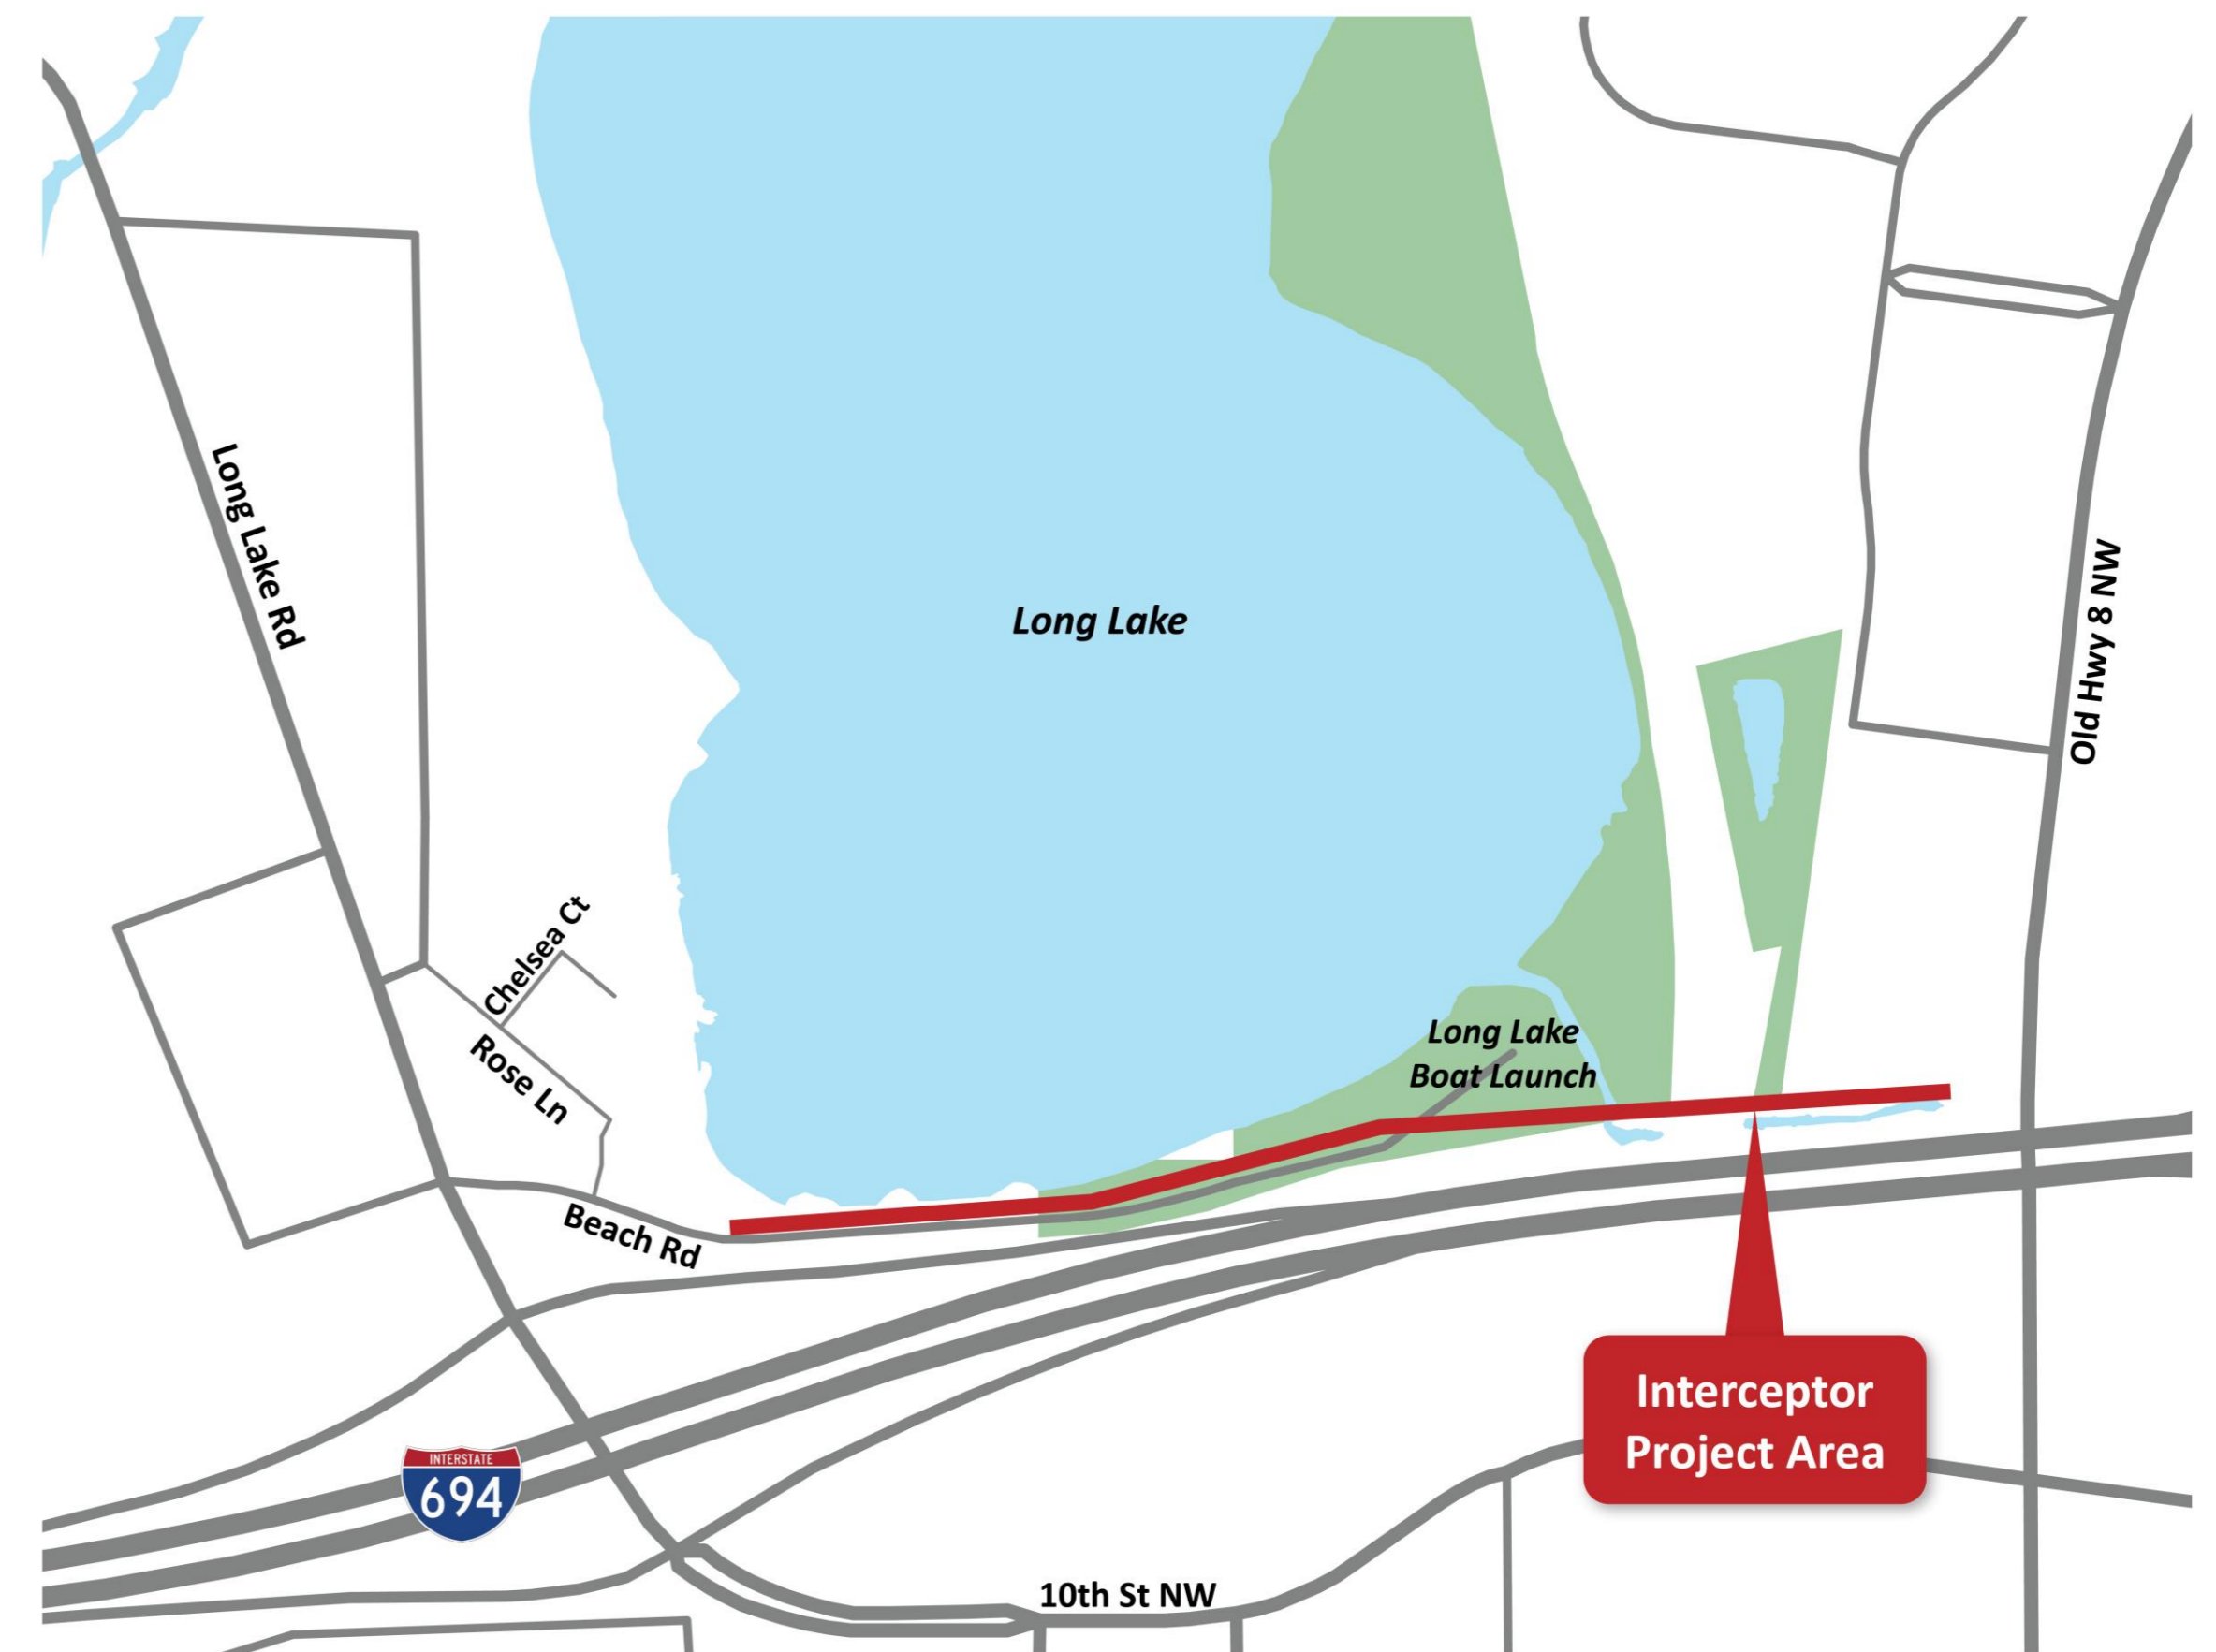 Long Lake Rd
Long Lake
Old Hwy 8 NW
Chelsea Ct
Rose Ln
Long Lake
Boat Launch
Beach Rd
Interceptor
Project Area
INTERSTATE
694
10th St NW